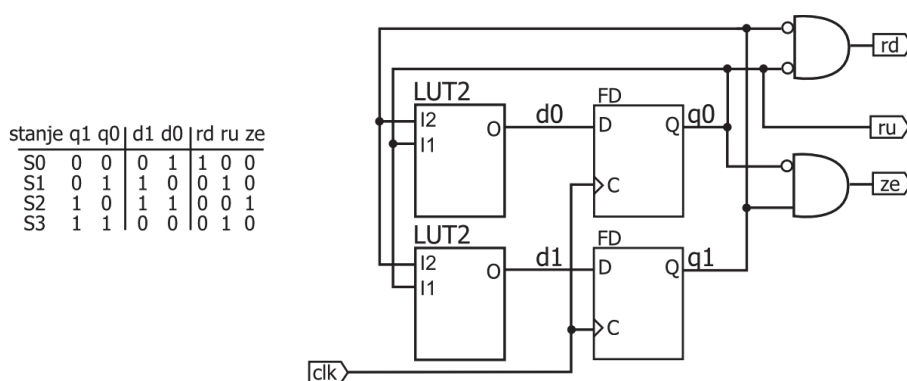 stanje q1 q0 d1 d0 rd ru ze
S0 0 0 0 1 1 0 0
S1 0 1 1 0 0 1 0
S2 1 0 1 1 0 0 1
S3 1 1 0 0 0 1 0
LUT2
I2
I1
O
d0
FD
D
Q
C
q0
LUT2
I2
I1
O
d1
FD
D
Q
C
q1
clk
rd
ru
ze